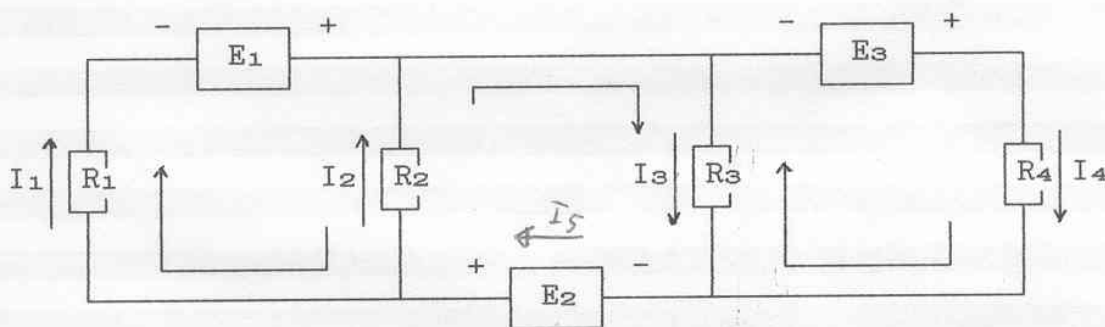 - + - +
E1 E3
I1 R1 I2 R2 I3 R3 R4 I4
I5
+
E2